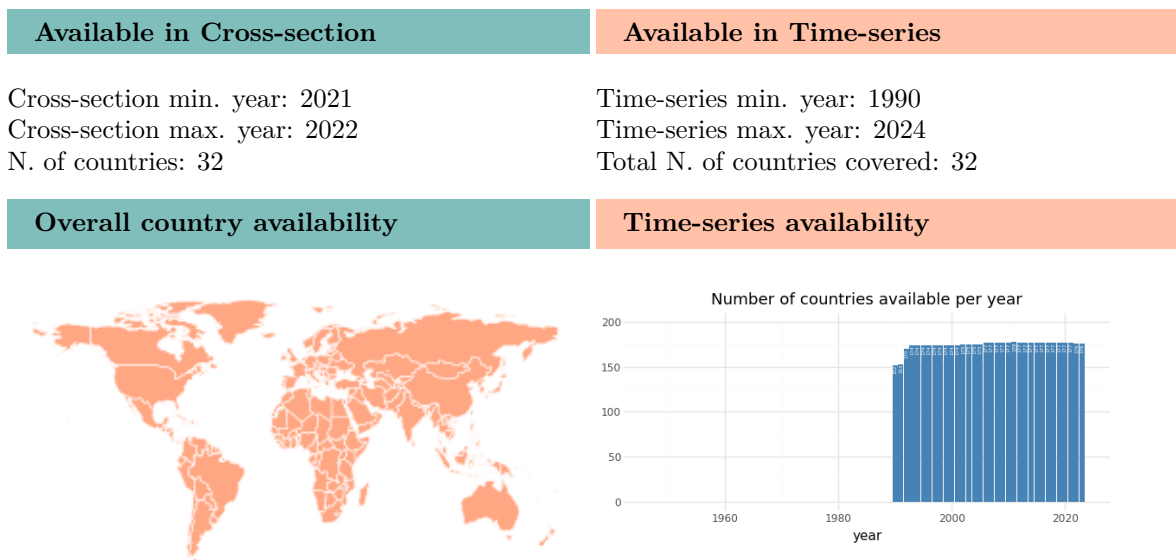 Available in Cross-section
Available in Time-series
Cross-section min. year: 2021
Cross-section max. year: 2022
N. of countries: 32
Time-series min. year: 1990
Time-series max. year: 2024
Total N. of countries covered: 32
Overall country availability
Time-series availability
Number of countries available per year
200
150
100
50
0
1960
1980
2000
2020
year